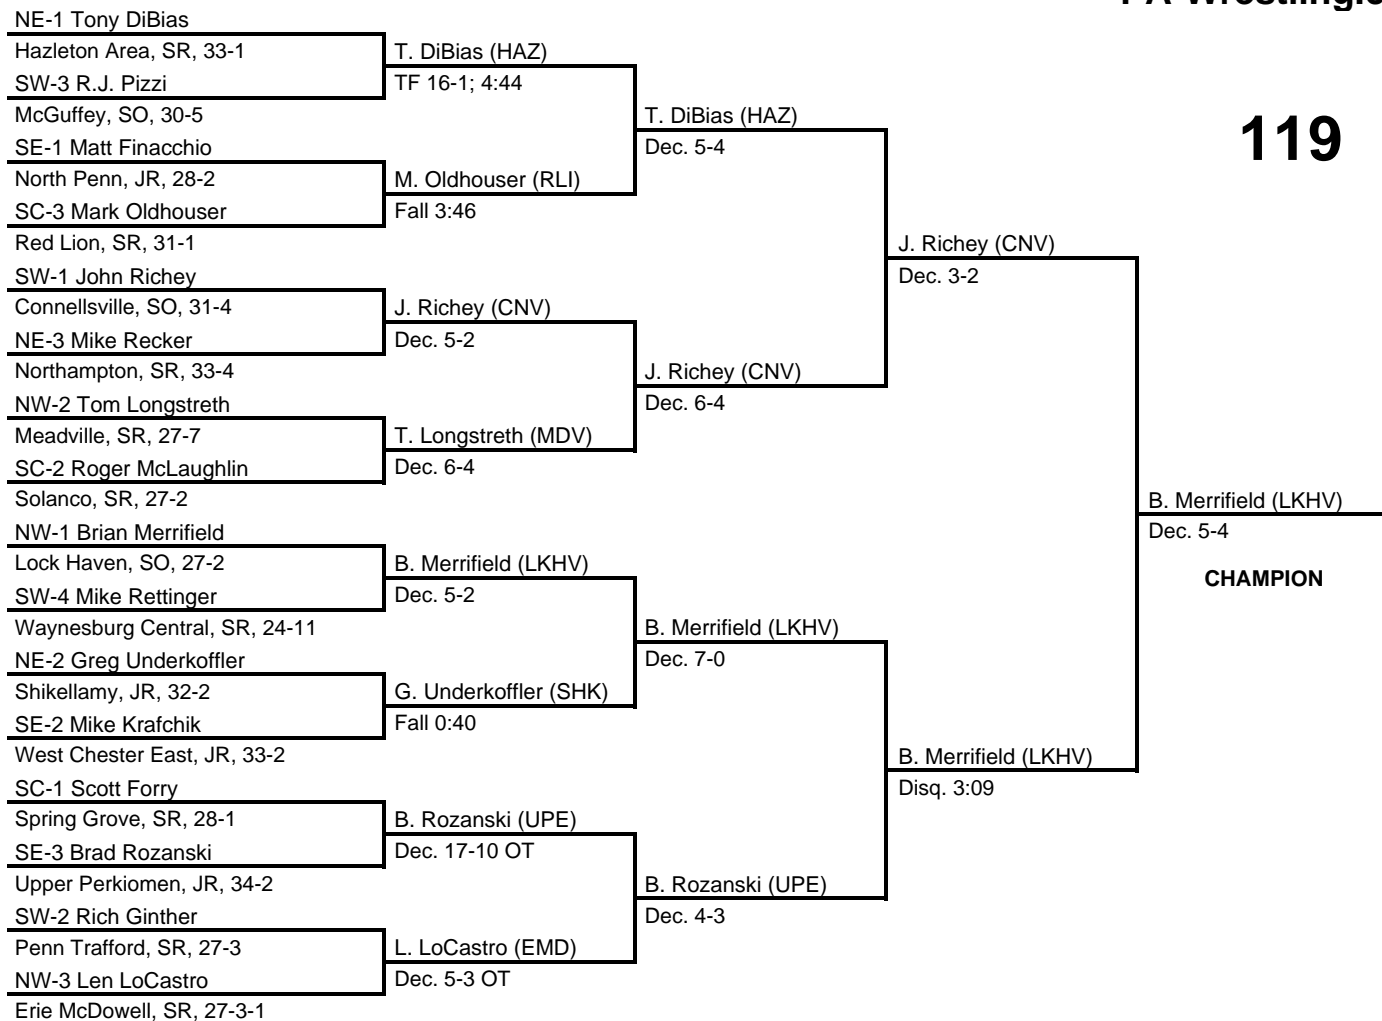 NE-1 Tony DiBias
Hazleton Area, SR, 33-1
SW-3 R.J. Pizzi
McGuffey, SO, 30-5
SE-1 Matt Finacchio
North Penn, JR, 28-2
SC-3 Mark Oldhouser
Red Lion, SR, 31-1
SW-1 John Richey
Connellsville, SO, 31-4
NE-3 Mike Recker
Northampton, SR, 33-4
NW-2 Tom Longstreth
Meadville, SR, 27-7
SC-2 Roger McLaughlin
Solanco, SR, 27-2
NW-1 Brian Merrifield
Lock Haven, SO, 27-2
SW-4 Mike Rettinger
Waynesburg Central, SR, 24-11
NE-2 Greg Underkoffler
Shikellamy, JR, 32-2
SE-2 Mike Krafchik
West Chester East, JR, 33-2
SC-1 Scott Forry
Spring Grove, SR, 28-1
SE-3 Brad Rozanski
Upper Perkiomen, JR, 34-2
SW-2 Rich Ginther
Penn Trafford, SR, 27-3
NW-3 Len LoCastro
Erie McDowell, SR, 27-3-1
T. DiBias (HAZ)
TF 16-1; 4:44
M. Oldhouser (RLI)
Fall 3:46
J. Richey (CNV)
Dec. 5-2
T. Longstreth (MDV)
Dec. 6-4
B. Merrifield (LKHV)
Dec. 5-2
G. Underkoffler (SHK)
Fall 0:40
B. Rozanski (UPE)
Dec. 17-10 OT
L. LoCastro (EMD)
Dec. 5-3 OT
T. DiBias (HAZ)
Dec. 5-4
J. Richey (CNV)
Dec. 6-4
B. Merrifield (LKHV)
Dec. 7-0
B. Rozanski (UPE)
Dec. 4-3
J. Richey (CNV)
Dec. 3-2
B. Merrifield (LKHV)
Disq. 3:09
119
B. Merrifield (LKHV)
Dec. 5-4
CHAMPION